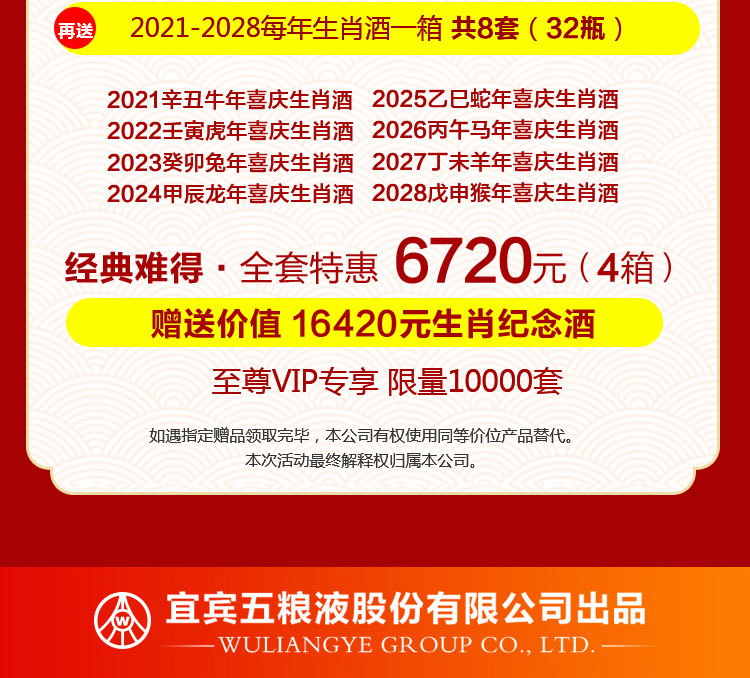 再送 2021-2028每年生肖酒一箱 共8套（32瓶）
2021辛丑牛年喜庆生肖酒 2025乙巳蛇年喜庆生肖酒
2022壬寅虎年喜庆生肖酒 2026丙午马年喜庆生肖酒
2023癸卯兔年喜庆生肖酒 2027丁未羊年喜庆生肖酒
2024甲辰龙年喜庆生肖酒 2028戊申猴年喜庆生肖酒
经典难得·全套特惠 6720元（4箱）
赠送价值 16420元生肖纪念酒
至尊VIP专享 限量10000套
如遇指定赠品领取完毕，本公司有权使用同等价位产品替代。
本次活动最终解释权归属本公司。
宜宾五粮液股份有限公司出品
WULIANGYE GROUP CO., LTD.